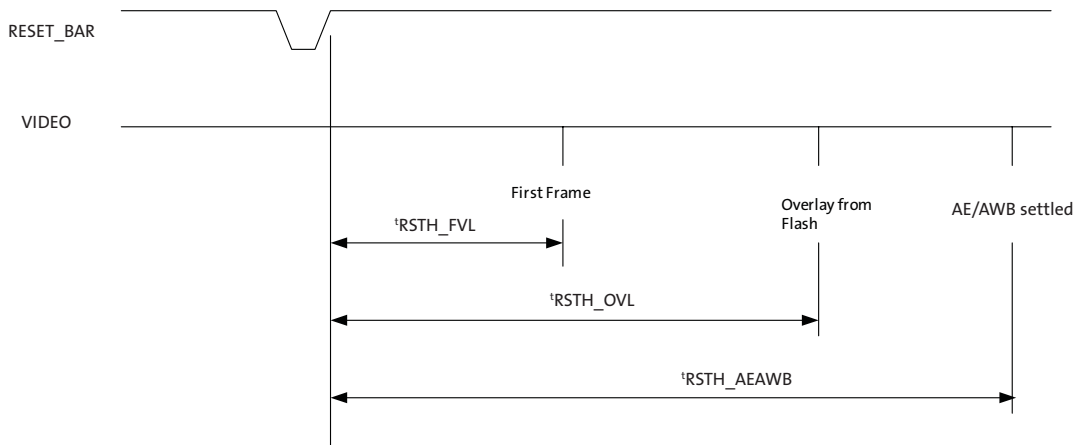 RESET_BAR
VIDEO
First Frame
Overlay from
Flash
AE/AWB settled
ᵗRSTH_FVL
ᵗRSTH_OVL
ᵗRSTH_AEAWB